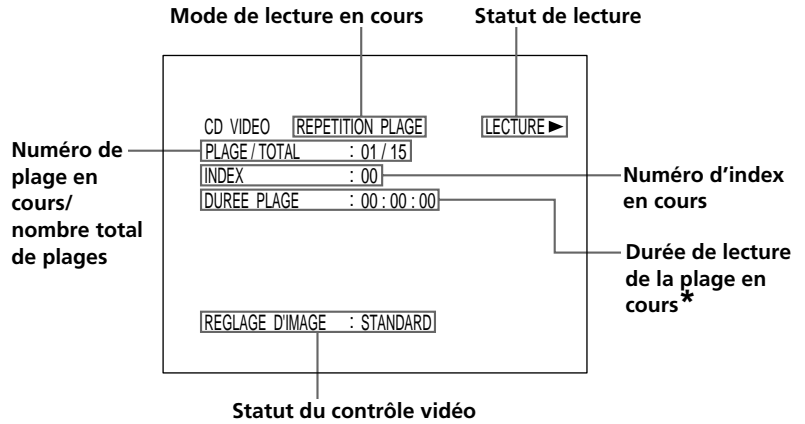 Mode de lecture en cours
Statut de lecture
CD VIDEO REPETITION PLAGE LECTURE►
PLAGE / TOTAL : 01 / 15
INDEX : 00
DUREE PLAGE : 00 : 00 : 00
REGLAGE D'IMAGE : STANDARD
Numéro de
plage en
cours/
nombre total
de plages
Numéro d'index
en cours
Durée de lecture
de la plage en
cours*
Statut du contrôle vidéo